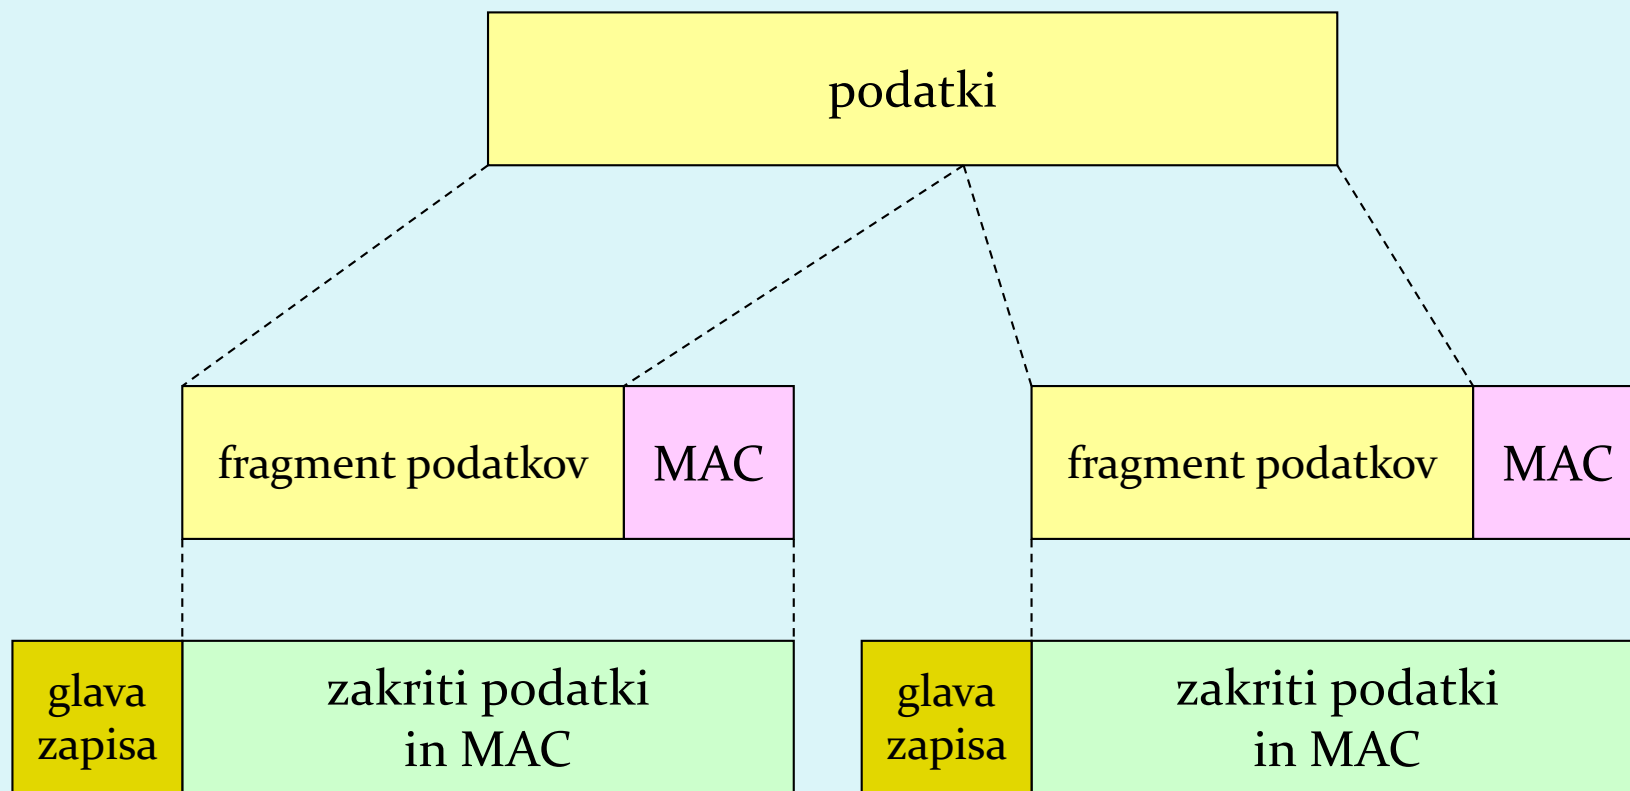 podatki
fragment podatkov
MAC
fragment podatkov
MAC
glava
zapisa
zakriti podatki
in MAC
glava
zapisa
zakriti podatki
in MAC